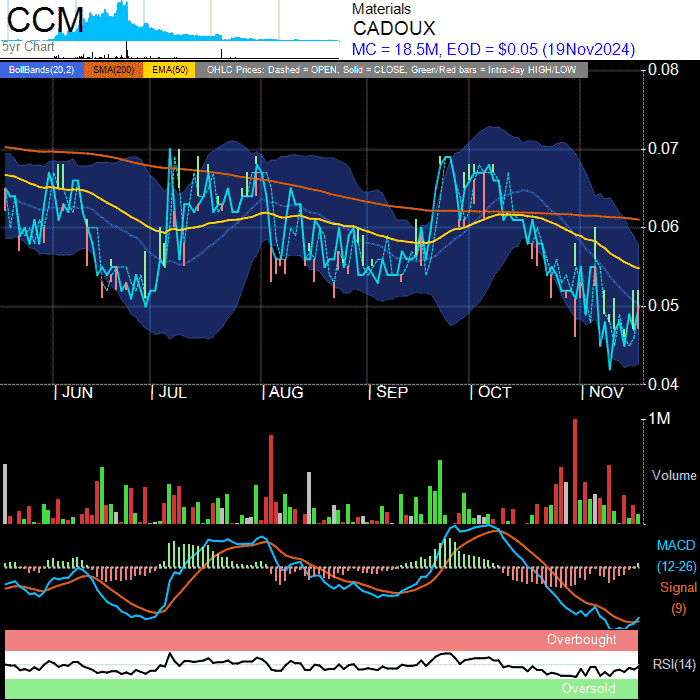 CCM
5yr Chart
Materials
CADOUX
MC = 18.5M, EOD = $0.05 (19Nov2024)
BollBands(20,2) SMA(200) EMA(50) OHLC Prices: Dashed = OPEN, Solid = CLOSE, Green/Red bars = Intra-day HIGH/LOW
0.08
0.07
0.06
0.05
0.04
JUN JUL AUG SEP OCT NOV
1M
Volume
MACD
(12-26)
Signal
(9)
Overbought
RSI(14)
Oversold